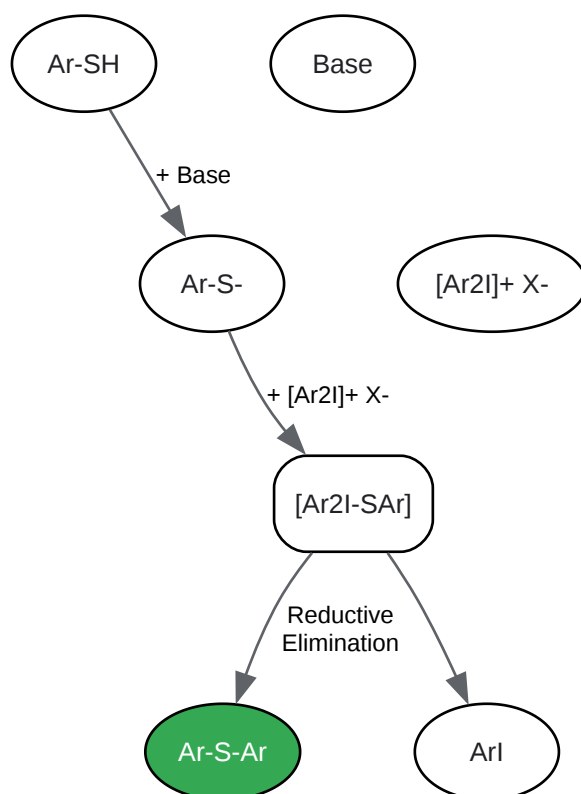 Ar-SH
Base
+ Base
Ar-S-
[Ar2I]+ X-
+ [Ar2I]+ X-
[Ar2I-SAr]
Reductive
Elimination
Ar-S-Ar
ArI